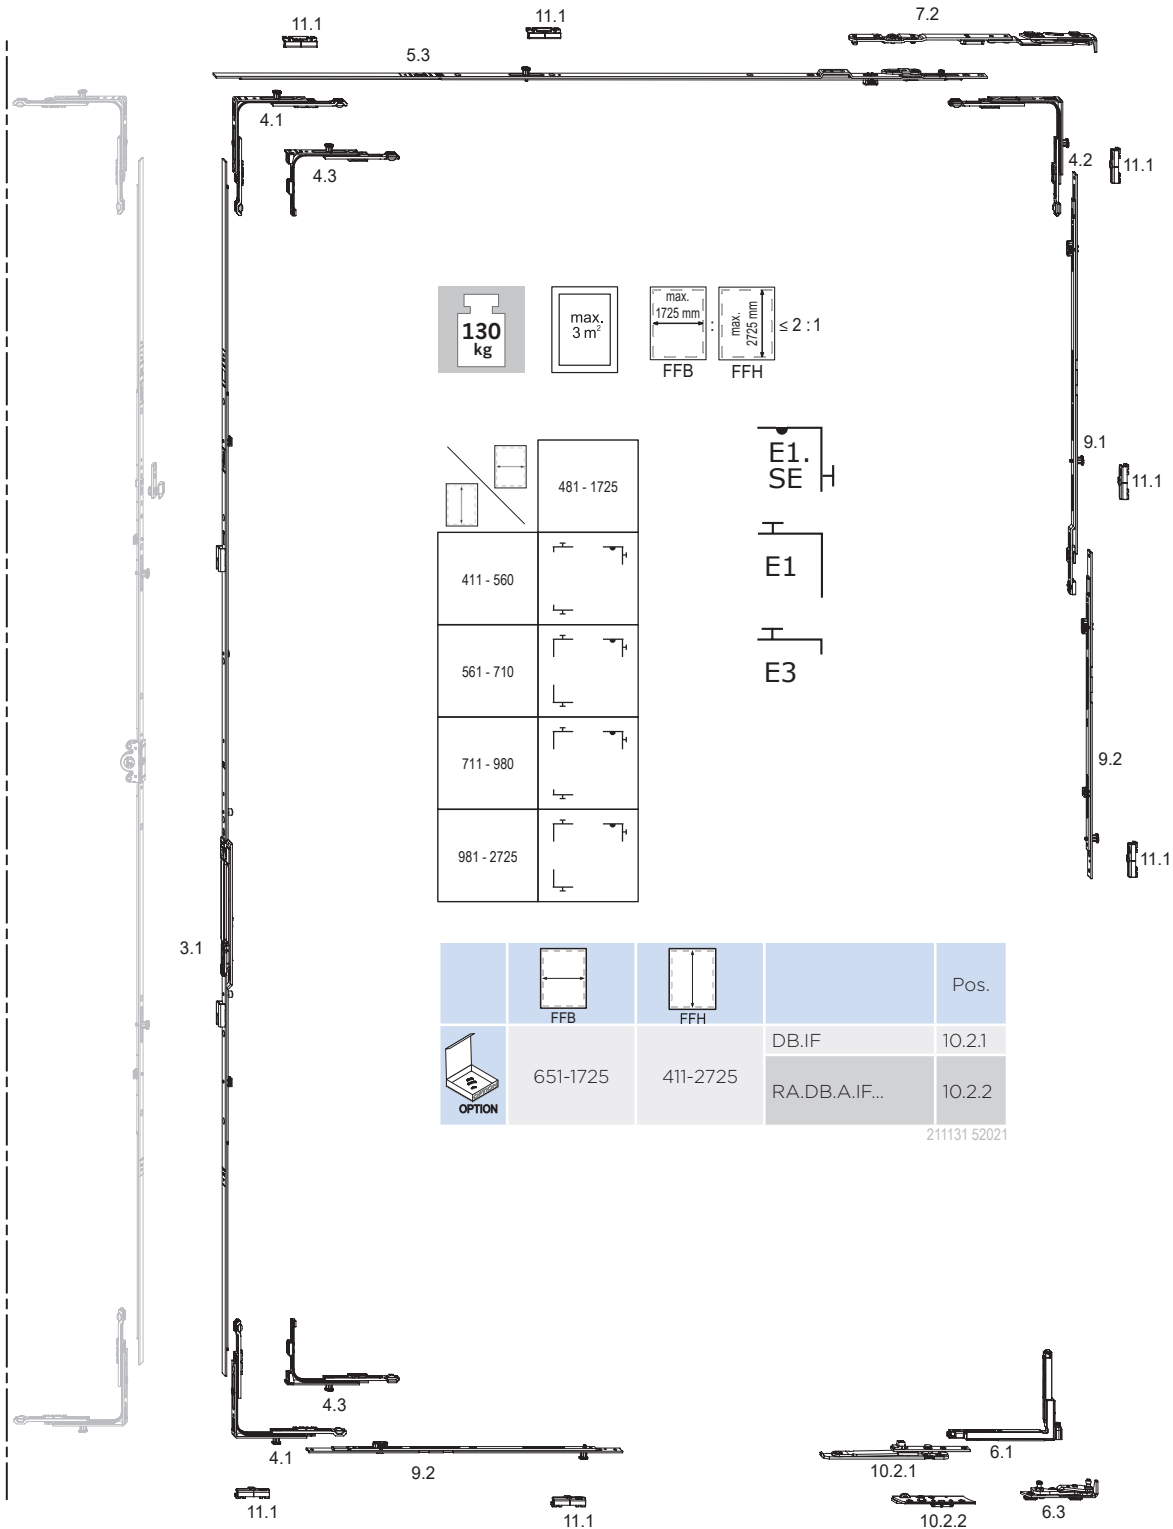 11.1
11.1
7.2
5.3
4.1
4.3
4.2
11.1
130
kg
max.
3 m²
max.
1725 mm
FFB
:
max.
2725 mm
FFH
≤ 2 : 1
9.1
11.1
481 - 1725
411 - 560
561 - 710
711 - 980
981 - 2725
E1.
SE
E1
E3
9.2
11.1
3.1
FFB
FFH
Pos.
OPTION
651-1725
411-2725
DB.IF
10.2.1
RA.DB.A.IF...
10.2.2
211131 52021
4.3
4.1
9.2
6.1
10.2.1
11.1
11.1
10.2.2
6.3